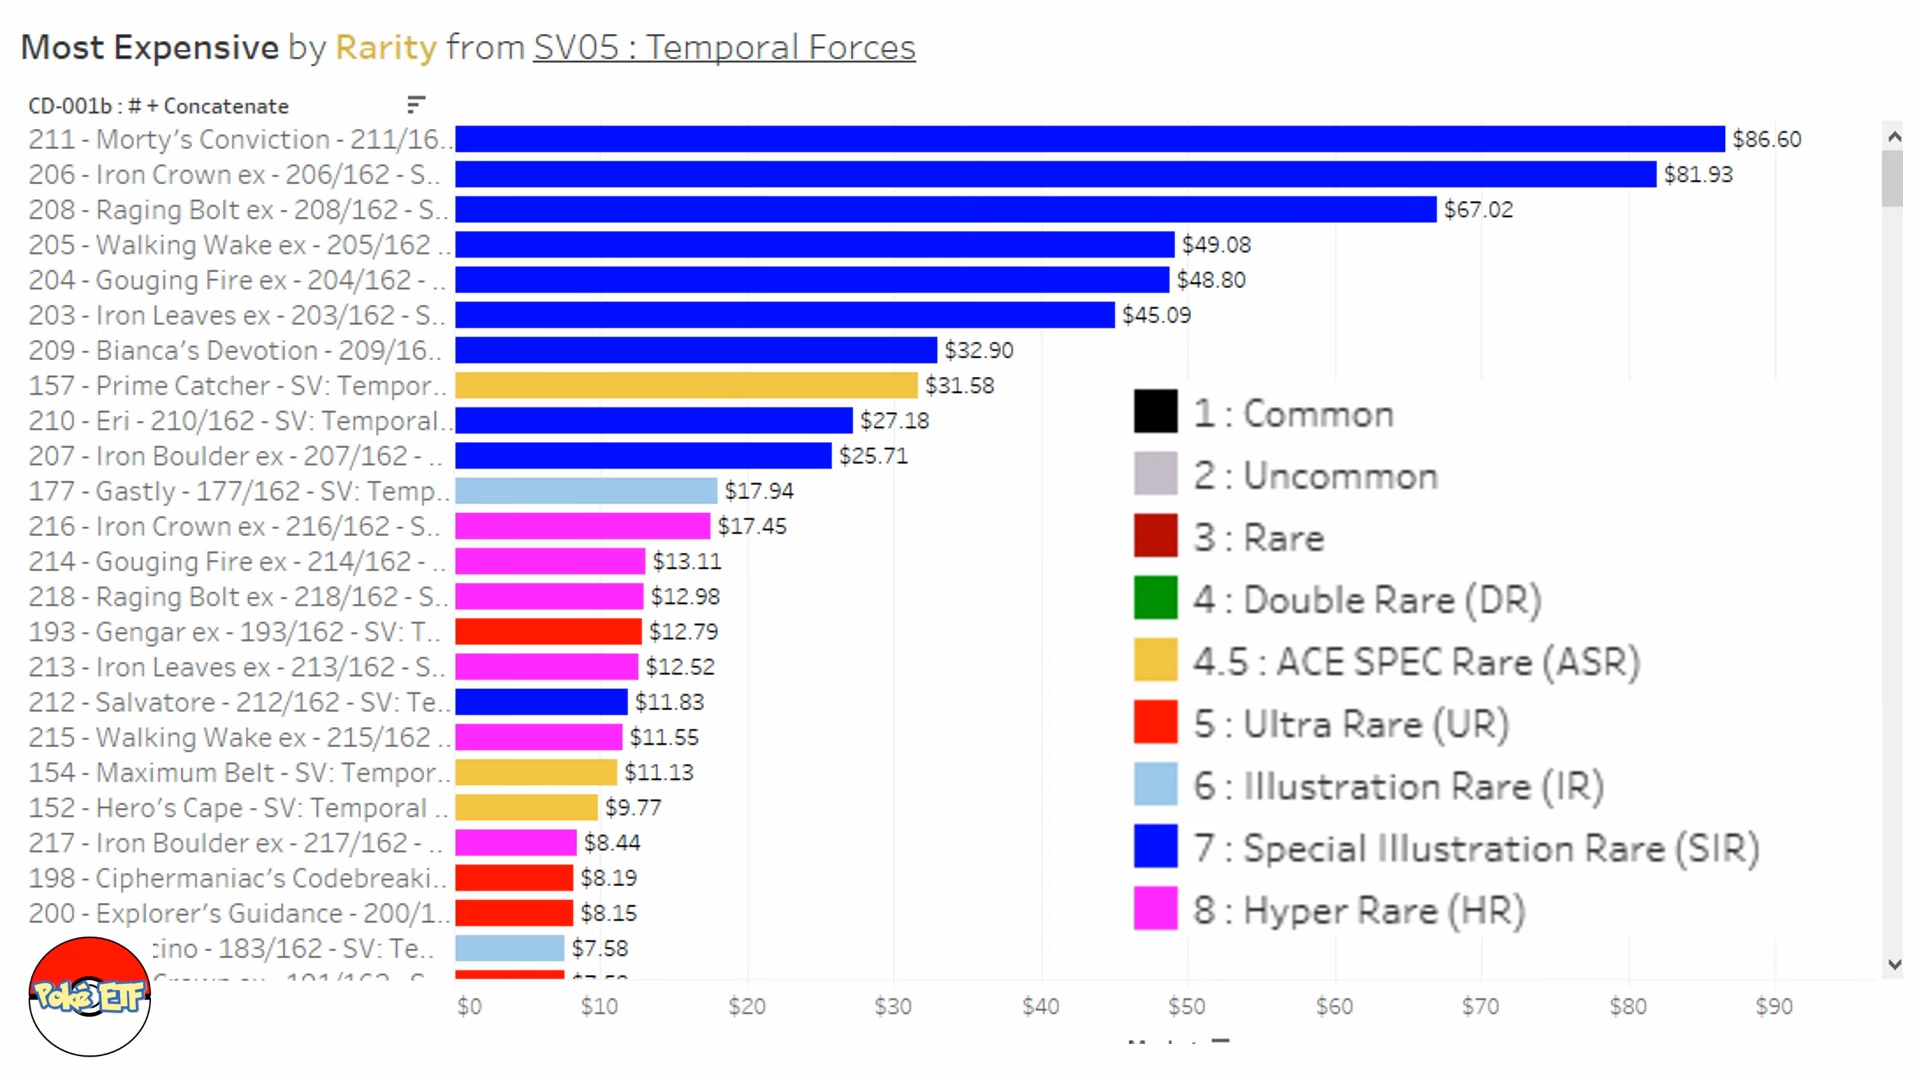 Most Expensive by Rarity from SV05 : Temporal Forces
CD-001b : # + Concatenate
211 - Morty's Conviction - 211/16.. $86.60
206 - Iron Crown ex - 206/162 - S.. $81.93
208 - Raging Bolt ex - 208/162 - S.. $67.02
205 - Walking Wake ex - 205/162 .. $49.08
204 - Gouging Fire ex - 204/162 - .. $48.80
203 - Iron Leaves ex - 203/162 - S.. $45.09
209 - Bianca's Devotion - 209/16.. $32.90
157 - Prime Catcher - SV: Tempor.. $31.58
210 - Eri - 210/162 - SV: Temporal.. $27.18
207 - Iron Boulder ex - 207/162 - .. $25.71
177 - Gastly - 177/162 - SV: Temp.. $17.94
216 - Iron Crown ex - 216/162 - S.. $17.45
214 - Gouging Fire ex - 214/162 - .. $13.11
218 - Raging Bolt ex - 218/162 - S.. $12.98
193 - Gengar ex - 193/162 - SV: T.. $12.79
213 - Iron Leaves ex - 213/162 - S.. $12.52
212 - Salvatore - 212/162 - SV: Te.. $11.83
215 - Walking Wake ex - 215/162 .. $11.55
154 - Maximum Belt - SV: Tempor.. $11.13
152 - Hero's Cape - SV: Temporal .. $9.77
217 - Iron Boulder ex - 217/162 - .. $8.44
198 - Ciphermaniac's Codebreaki.. $8.19
200 - Explorer's Guidance - 200/1.. $8.15
cino - 183/162 - SV: Te.. $7.58
1 : Common
2 : Uncommon
3 : Rare
4 : Double Rare (DR)
4.5 : ACE SPEC Rare (ASR)
5 : Ultra Rare (UR)
6 : Illustration Rare (IR)
7 : Special Illustration Rare (SIR)
8 : Hyper Rare (HR)
$0 $10 $20 $30 $40 $50 $60 $70 $80 $90
Poké ETF